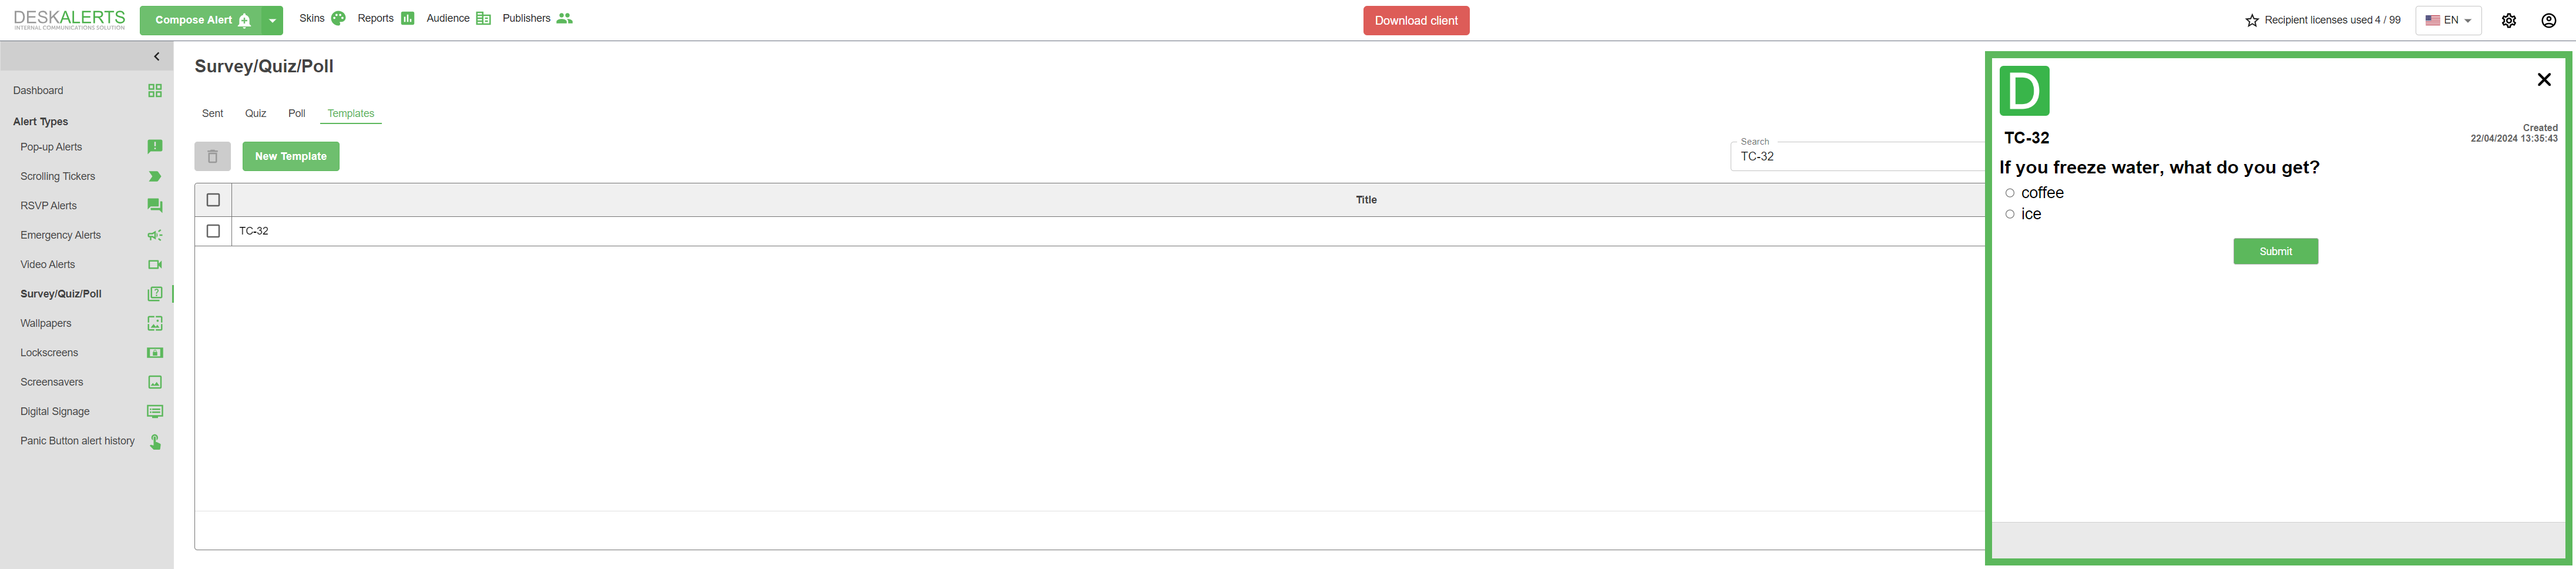 DESKALERTS
INTERNAL COMMUNICATIONS SOLUTION
Compose Alert
Skins
Reports
Audience
Publishers
Download client
Recipient licenses used 4 / 99
EN
Dashboard
Alert Types
Pop-up Alerts
Scrolling Tickers
RSVP Alerts
Emergency Alerts
Video Alerts
Survey/Quiz/Poll
Wallpapers
Lockscreens
Screensavers
Digital Signage
Panic Button alert history
Survey/Quiz/Poll
Sent
Quiz
Poll
Templates
New Template
Search
TC-32
Title
TC-32
D
Created
22/04/2024 13:35:43
TC-32
If you freeze water, what do you get?
coffee
ice
Submit